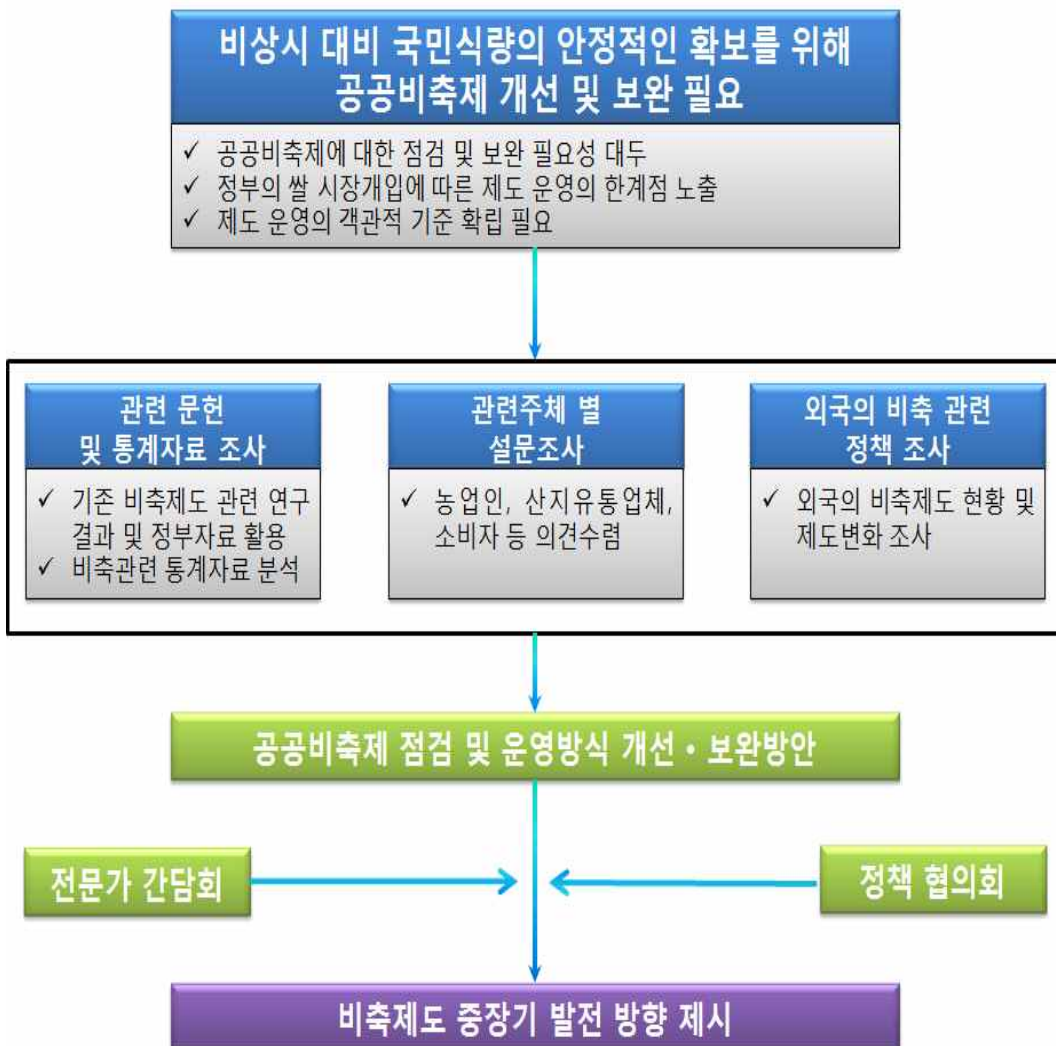 비상시 대비 국민식량의 안정적인 확보를 위해
공공비축제 개선 및 보완 필요
✓ 공공비축제에 대한 점검 및 보완 필요성 대두
✓ 정부의 쌀 시장개입에 따른 제도 운영의 한계점 노출
✓ 제도 운영의 객관적 기준 확립 필요
관련 문헌
및 통계자료 조사
✓ 기존 비축제도 관련 연구
결과 및 정부자료 활용
✓ 비축관련 통계자료 분석
관련주체 별
설문조사
✓ 농업인, 산지유통업체,
소비자 등 의견수렴
외국의 비축 관련
정책 조사
✓ 외국의 비축제도 현황 및
제도변화 조사
공공비축제 점검 및 운영방식 개선 • 보완방안
전문가 간담회
정책 협의회
비축제도 중장기 발전 방향 제시